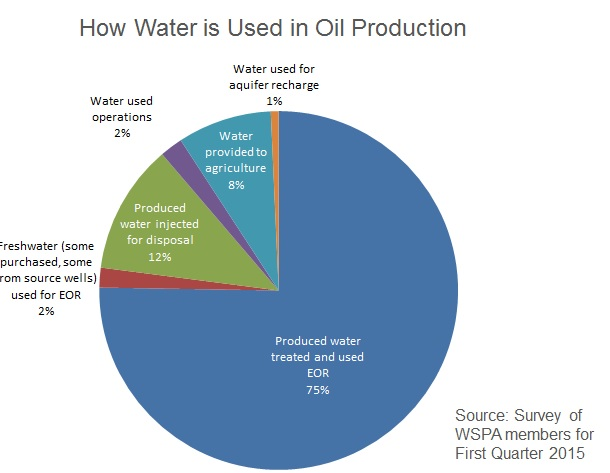 How Water is Used in Oil Production
Water used for
aquifer recharge
1%
Water used
operations
2%
Water
provided to
agriculture
8%
Produced
water injected
for disposal
12%
Freshwater (some
purchased, some
rom source wells)
used for EOR
2%
Produced water
treated and used
EOR
75%
Source: Survey of
WSPA members for
First Quarter 2015